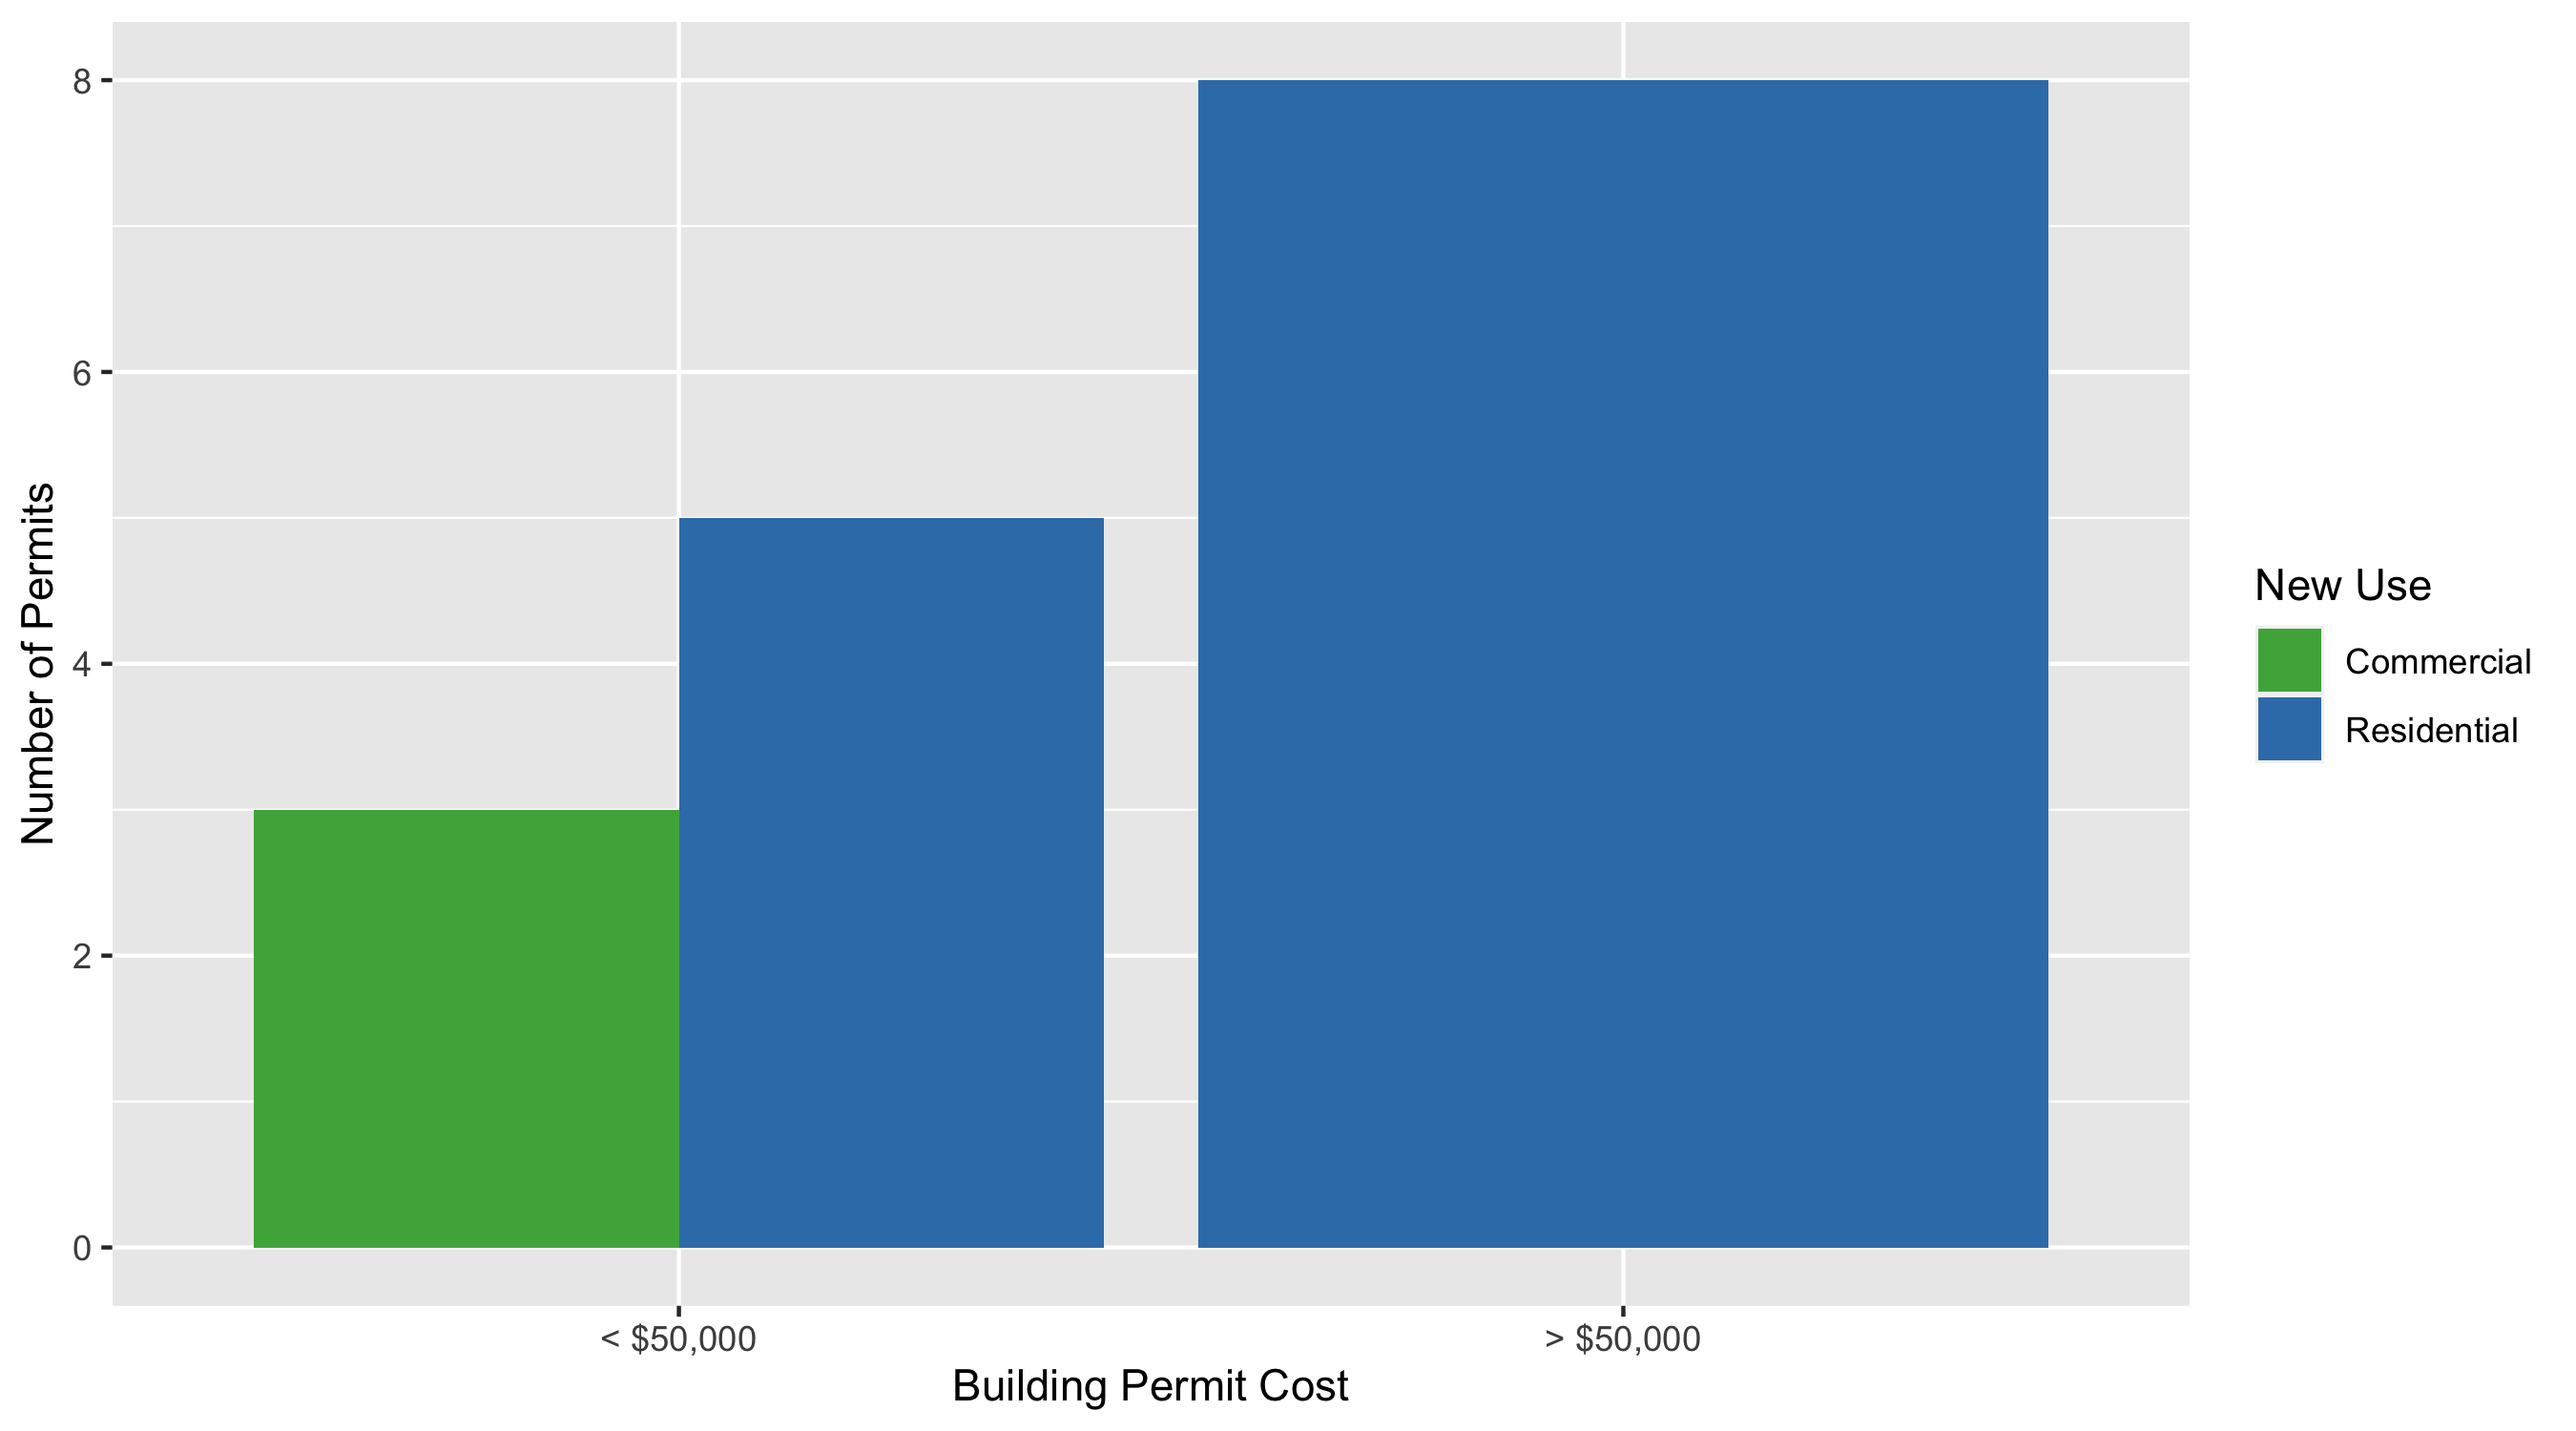 8
6
4
2
0
Number of Permits
< $50,000
> $50,000
Building Permit Cost
New Use
Commercial
Residential